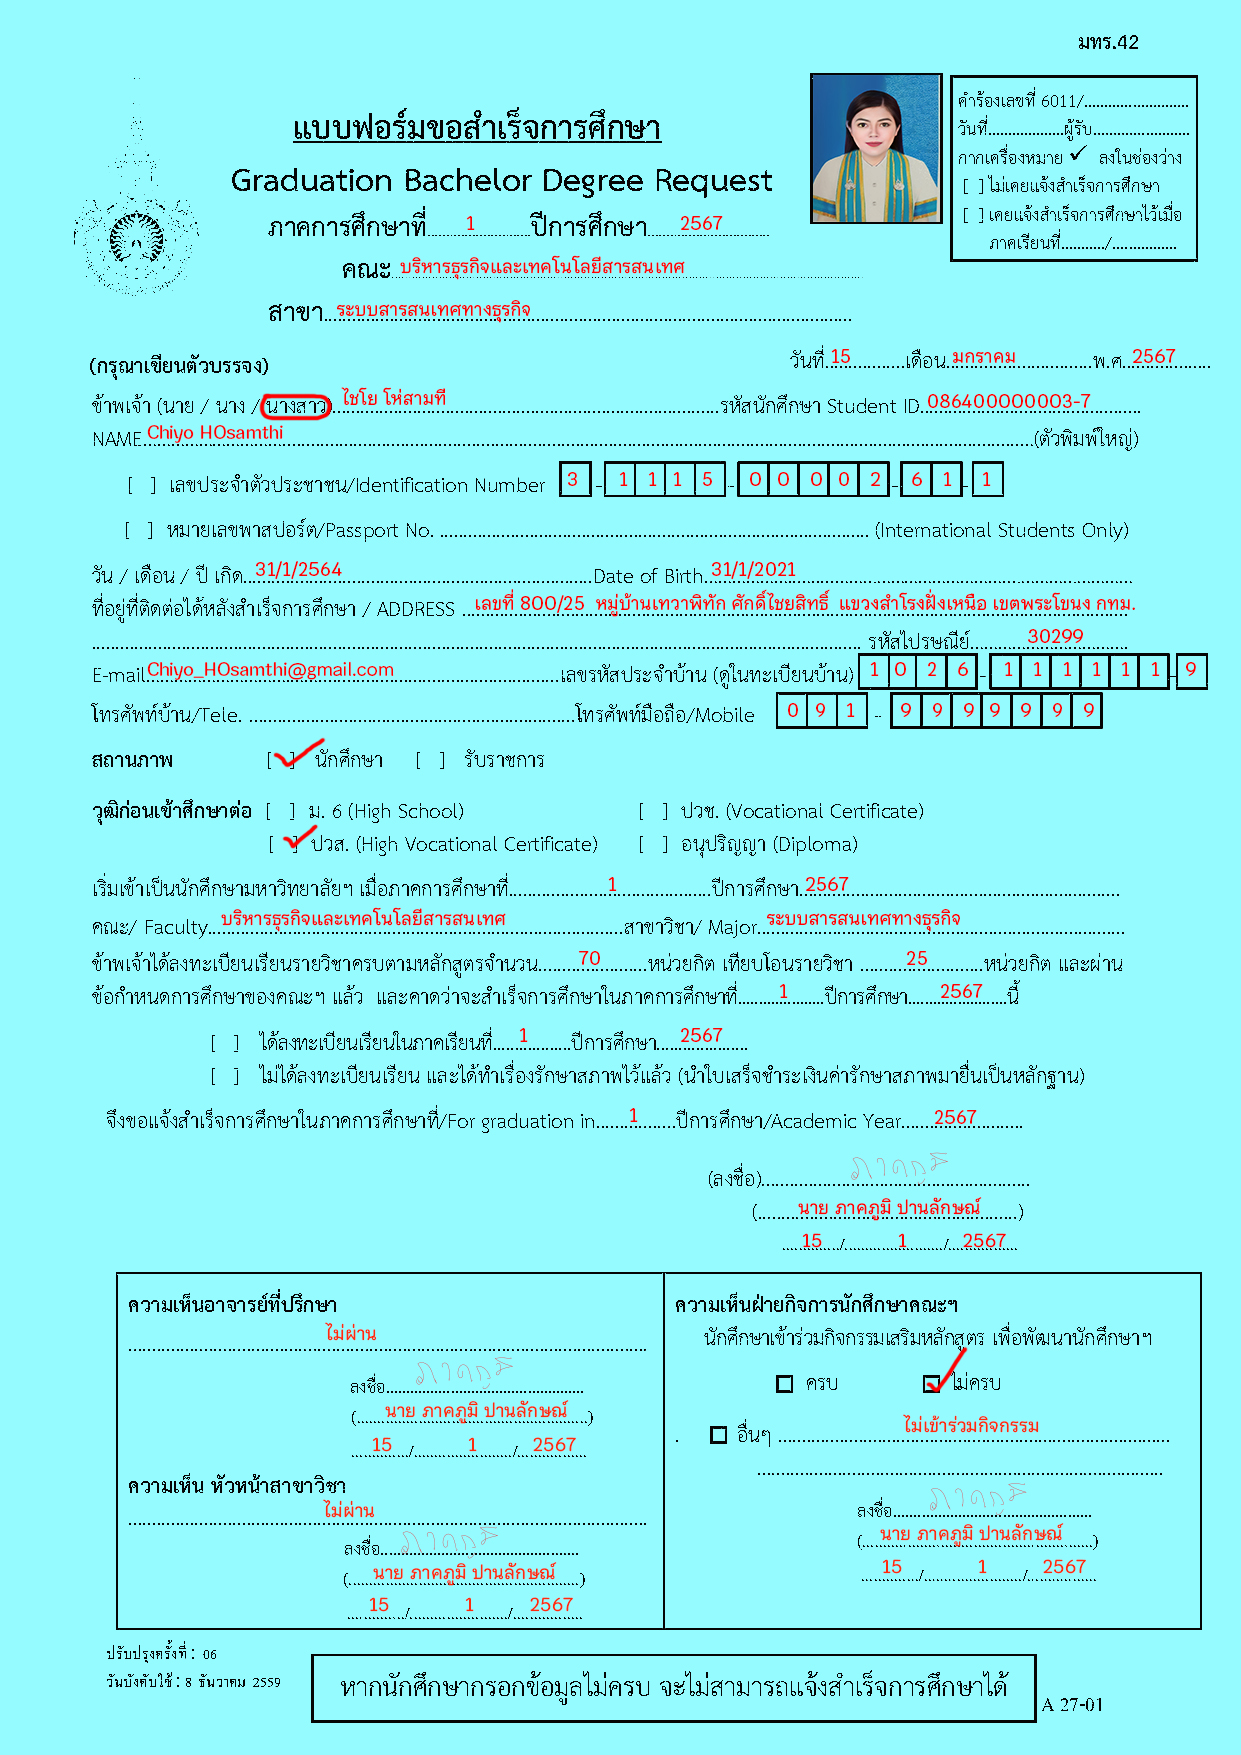 มทร.42
แบบฟอร์มขอสำเร็จการศึกษา
Graduation Bachelor Degree Request
ภาคการศึกษาที่ 1 ปีการศึกษา 2567
คณะ บริหารธุรกิจและเทคโนโลยีสารสนเทศ
สาขา ระบบสารสนเทศทางธุรกิจ
คำร้องเลขที่ 6011/..........................
วันที่...................ผู้รับ........................
กากเครื่องหมาย ✓ ลงในช่องว่าง
[ ] ไม่เคยแจ้งสำเร็จการศึกษา
[ ] เคยแจ้งสำเร็จการศึกษาไว้เมื่อ
ภาคเรียนที่.........../................
(กรุณาเขียนตัวบรรจง) วันที่ 15 เดือน มกราคม พ.ศ. 2567
ข้าพเจ้า (นาย / นาง / นางสาว) ไชโย โห่สามที รหัสนักศึกษา Student ID. 086400000003-7
NAME Chiyo HOsamthi (ตัวพิมพ์ใหญ่)
[ ] เลขประจำตัวประชาชน/Identification Number 3 - 1 1 1 5 - 0 0 0 0 2 - 6 1 - 1
[ ] หมายเลขพาสปอร์ต/Passport No. .......................... (International Students Only)
วัน / เดือน / ปี เกิด 31/1/2564 Date of Birth 31/1/2021
ที่อยู่ที่ติดต่อได้หลังสำเร็จการศึกษา / ADDRESS เลขที่ 800/25 หมู่บ้านเทวาพิทัก ศักดิ์ไชยสิทธิ์ แขวงสำโรงฝั่งเหนือ เขตพระโขนง กทม.
รหัสไปรษณีย์ 30299
E-mail Chiyo_HOsamthi@gmail.com เลขรหัสประจำบ้าน (ดูในทะเบียนบ้าน) 1 0 2 6 - 1 1 1 1 1 1 - 9
โทรศัพท์บ้าน/Tele. ..........................โทรศัพท์มือถือ/Mobile 0 9 1 - 9 9 9 9 9 9 9
สถานภาพ [ ✓ ] นักศึกษา [ ] รับราชการ
วุฒิก่อนเข้าศึกษาต่อ [ ] ม. 6 (High School) [ ] ปวช. (Vocational Certificate)
[ ✓ ] ปวส. (High Vocational Certificate) [ ] อนุปริญญา (Diploma)
เริ่มเข้าเป็นนักศึกษามหาวิทยาลัยฯ เมื่อภาคการศึกษาที่ 1 ปีการศึกษา 2567
คณะ/ Faculty บริหารธุรกิจและเทคโนโลยีสารสนเทศ สาขาวิชา/ Major ระบบสารสนเทศทางธุรกิจ
ข้าพเจ้าได้ลงทะเบียนเรียนรายวิชาครบตามหลักสูตรจำนวน 70 หน่วยกิต เทียบโอนรายวิชา 25 หน่วยกิต และผ่าน
ข้อกำหนดการศึกษาของคณะฯ แล้ว และคาดว่าจะสำเร็จการศึกษาในภาคการศึกษาที่ 1 ปีการศึกษา 2567 นี้
[ ] ได้ลงทะเบียนเรียนในภาคเรียนที่ 1 ปีการศึกษา 2567
[ ] ไม่ได้ลงทะเบียนเรียน และได้ทำเรื่องรักษาสภาพไว้แล้ว (นำใบเสร็จชำระเงินค่ารักษาสภาพมายื่นเป็นหลักฐาน)
จึงขอแจ้งสำเร็จการศึกษาในภาคการศึกษาที่/For graduation in 1 ปีการศึกษา/Academic Year 2567
(ลงชื่อ) ภาคภูมิ
(นาย ภาคภูมิ ปานลักษณ์)
15 / 1 / 2567
ความเห็นอาจารย์ที่ปรึกษา
ไม่ผ่าน
ลงชื่อ ภาคภูมิ
(นาย ภาคภูมิ ปานลักษณ์)
15 / 1 / 2567
ความเห็น หัวหน้าสาขาวิชา
ไม่ผ่าน
ลงชื่อ ภาคภูมิ
(นาย ภาคภูมิ ปานลักษณ์)
15 / 1 / 2567
ความเห็นฝ่ายกิจการนักศึกษาคณะฯ
นักศึกษาเข้าร่วมกิจกรรมเสริมหลักสูตร เพื่อพัฒนานักศึกษาฯ
☐ ครบ ☑ ไม่ครบ
. ☐ อื่นๆ ไม่เข้าร่วมกิจกรรม
ลงชื่อ ภาคภูมิ
(นาย ภาคภูมิ ปานลักษณ์)
15 / 1 / 2567
ปรับปรุงครั้งที่ : 06
วันบังคับใช้ : 8 ธันวาคม 2559
หากนักศึกษากรอกข้อมูลไม่ครบ จะไม่สามารถแจ้งสำเร็จการศึกษาได้
A 27-01